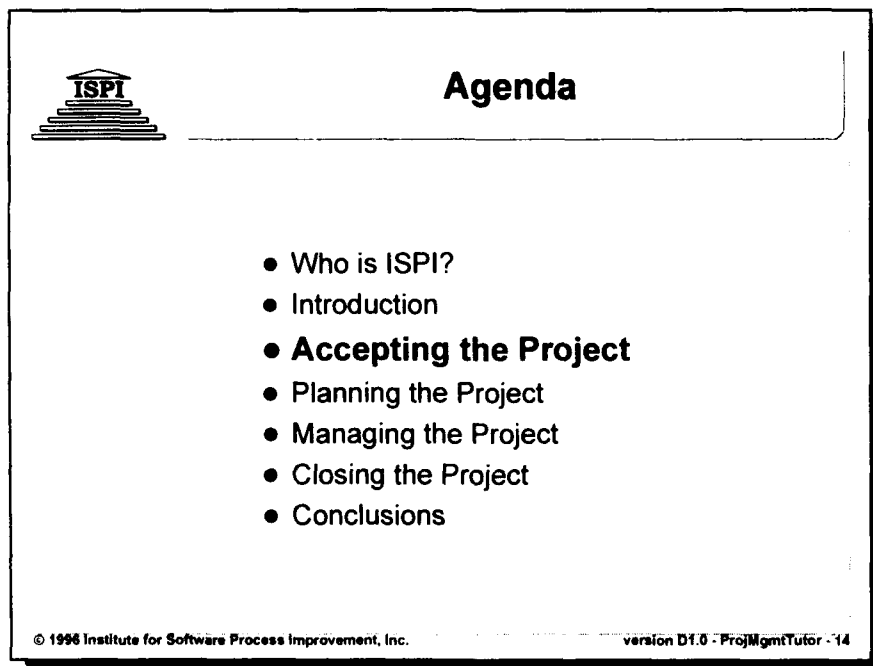 ISPI
Agenda
● Who is ISPI?
● Introduction
● Accepting the Project
● Planning the Project
● Managing the Project
● Closing the Project
● Conclusions
© 1996 Institute for Software Process Improvement, Inc.
version D1.0 - ProjMgmtTutor - 14